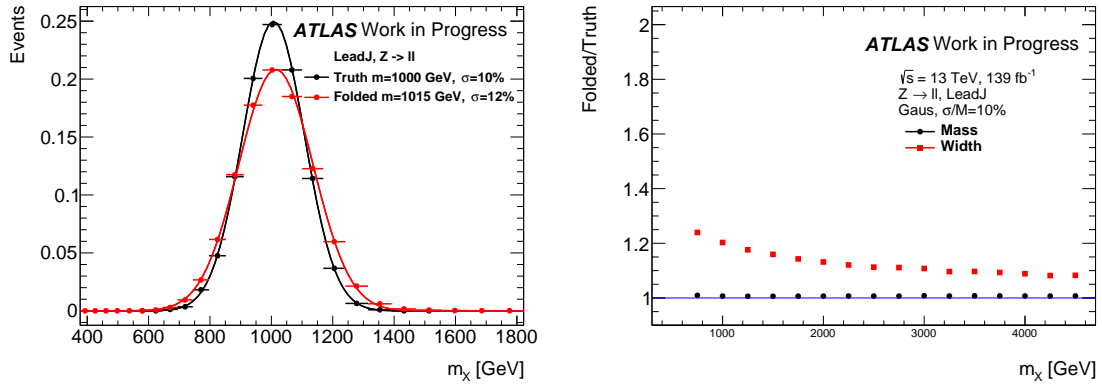 Events
0.25
0.2
0.15
0.1
0.05
0
ATLAS Work in Progress
LeadJ, Z -> ll
Truth m=1000 GeV, σ=10%
Folded m=1015 GeV, σ=12%
400 600 800 1000 1200 1400 1600 1800
m_X [GeV]
Folded/Truth
2
1.8
1.6
1.4
1.2
1
ATLAS Work in Progress
√s = 13 TeV, 139 fb⁻¹
Z → ll, LeadJ
Gaus, σ/M=10%
Mass
Width
1000 2000 3000 4000
m_X [GeV]